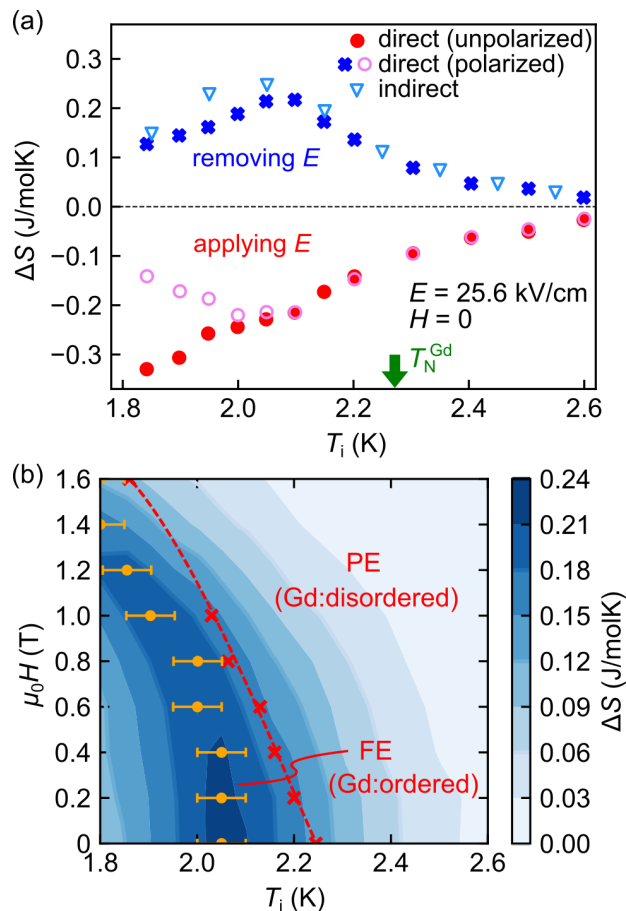 (a)
direct (unpolarized)
direct (polarized)
indirect
removing E
applying E
E = 25.6 kV/cm
H = 0
T_N^Gd
ΔS (J/molK)
0.3
0.2
0.1
0.0
−0.1
−0.2
−0.3
1.8 2.0 2.2 2.4 2.6
T_i (K)
(b)
1.6
1.4
1.2
1.0
0.8
0.6
0.4
0.2
0
μ₀H (T)
PE
(Gd:disordered)
FE
(Gd:ordered)
1.8 2.0 2.2 2.4 2.6
T_i (K)
0.24
0.21
0.18
0.15
0.12
0.09
0.06
0.03
0.00
ΔS (J/molK)